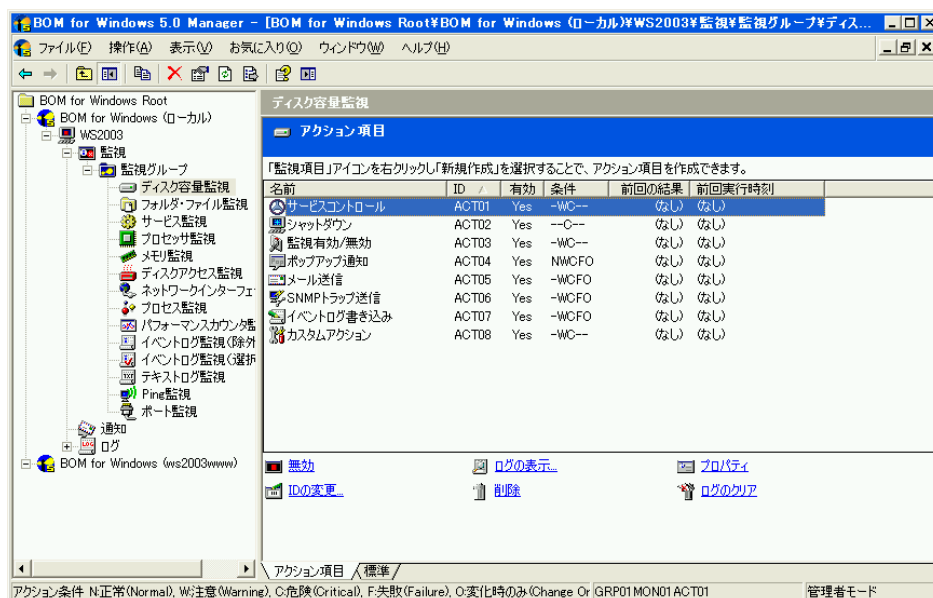 BOM for Windows 5.0 Manager - [BOM for Windows Root¥BOM for Windows (ローカル)¥WS2003¥監視¥監視グループ¥ディス...
ファイル(F) 操作(A) 表示(V) お気に入り(O) ウィンドウ(W) ヘルプ(H)
BOM for Windows Root
BOM for Windows (ローカル)
WS2003
監視
監視グループ
ディスク容量監視
フォルダ・ファイル監視
サービス監視
プロセッサ監視
メモリ監視
ディスクアクセス監視
ネットワークインターフェ
プロセス監視
パフォーマンスカウンタ監
イベントログ監視(除外
イベントログ監視(選択
テキストログ監視
Ping監視
ポート監視
通知
ログ
BOM for Windows (ws2003www)
ディスク容量監視
アクション項目
「監視項目」アイコンを右クリックし「新規作成」を選択することで、アクション項目を作成できます。
名前 ID 有効 条件 前回の結果 前回実行時刻
サービスコントロール ACT01 Yes -WC-- (なし) (なし)
シャットダウン ACT02 Yes --C-- (なし) (なし)
監視有効/無効 ACT03 Yes -WC-- (なし) (なし)
ポップアップ通知 ACT04 Yes NWCFO (なし) (なし)
メール送信 ACT05 Yes -WCFO (なし) (なし)
SNMPトラップ送信 ACT06 Yes -WCFO (なし) (なし)
イベントログ書き込み ACT07 Yes -WCFO (なし) (なし)
カスタムアクション ACT08 Yes -WC-- (なし) (なし)
無効 ログの表示... プロパティ
IDの変更... 削除 ログのクリア
アクション項目 標準
アクション条件 N:正常(Normal), W:注意(Warning), C:危険(Critical), F:失敗(Failure), O:変化時のみ(Change Or GRP01 MON01 ACT01 管理者モード